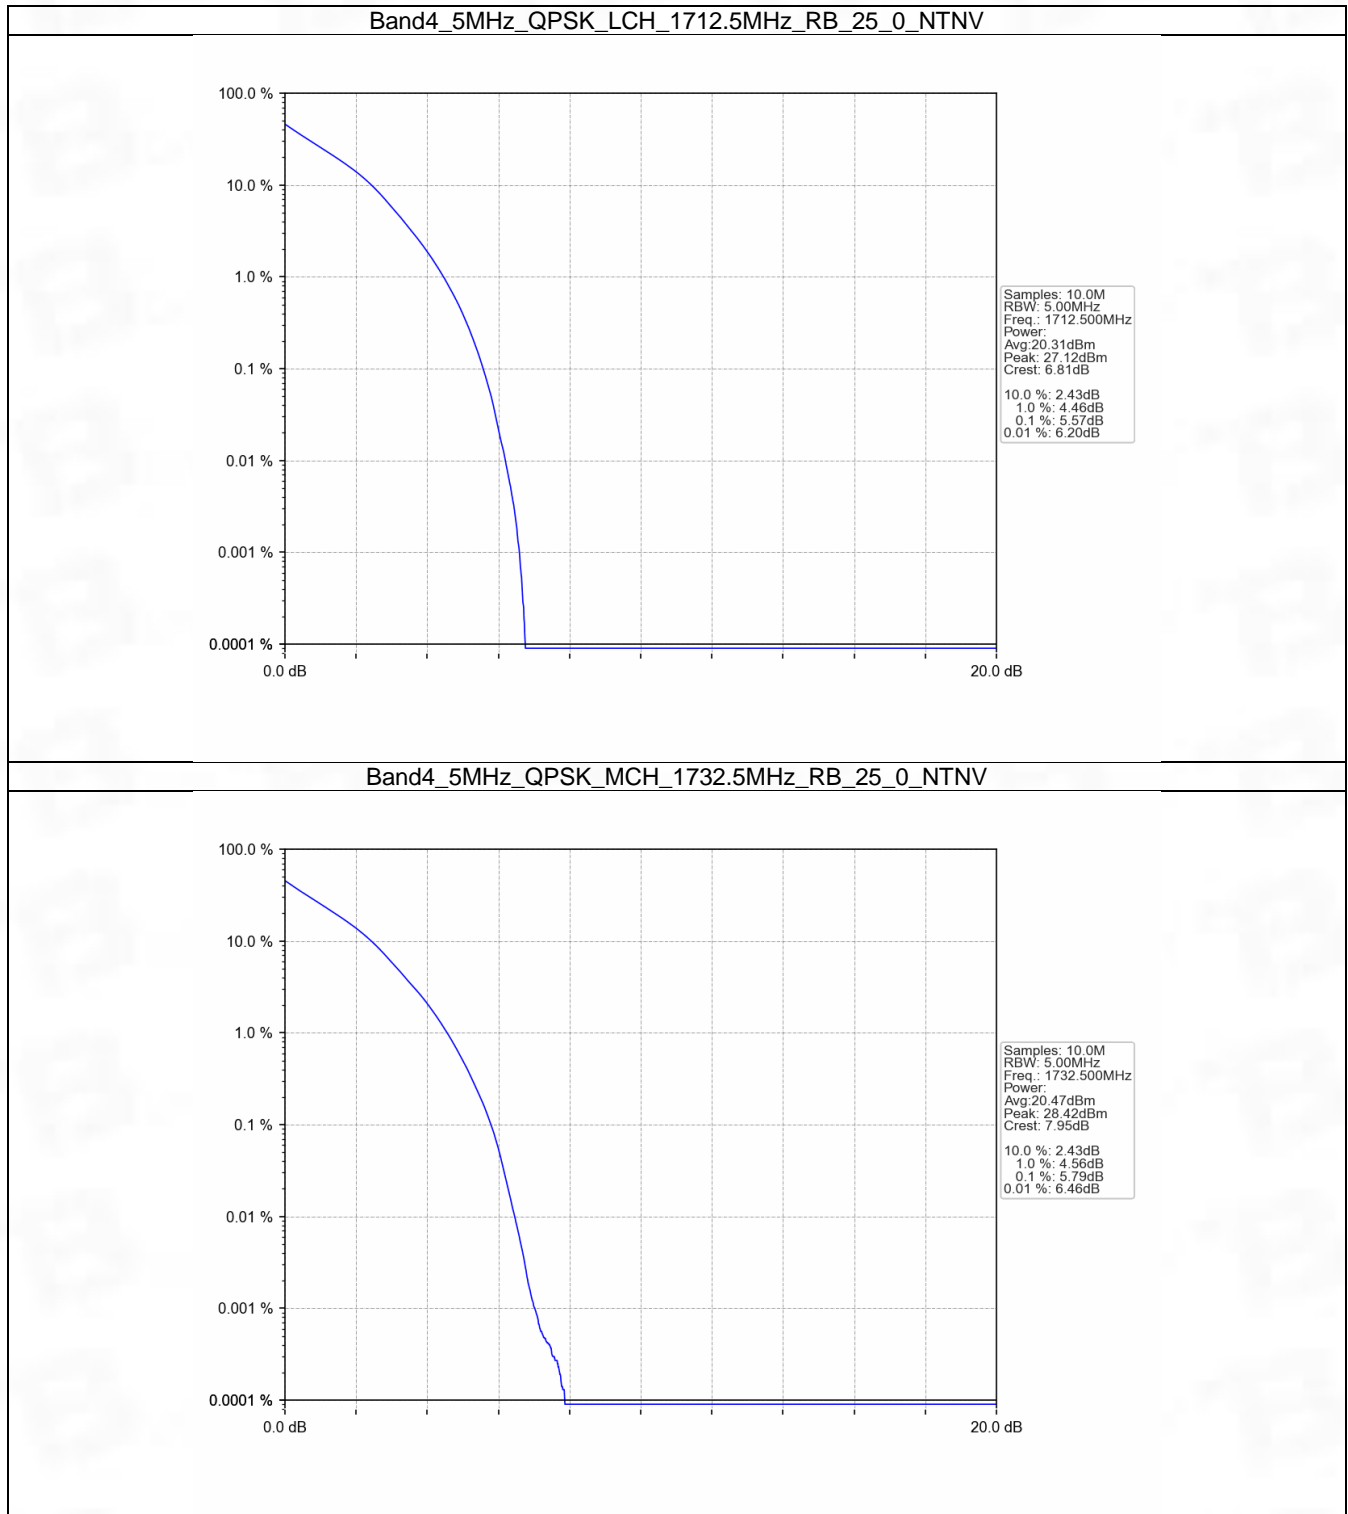 Band4_5MHz_QPSK_LCH_1712.5MHz_RB_25_0_NTNV
100.0 %
10.0 %
1.0 %
0.1 %
0.01 %
0.001 %
0.0001 %
0.0 dB
20.0 dB
Samples: 10.0M
RBW: 5.00MHz
Freq.: 1712.500MHz
Power:
Avg:20.31dBm
Peak: 27.12dBm
Crest: 6.81dB
10.0 %: 2.43dB
1.0 %: 4.46dB
0.1 %: 5.57dB
0.01 %: 6.20dB
Band4_5MHz_QPSK_MCH_1732.5MHz_RB_25_0_NTNV
100.0 %
10.0 %
1.0 %
0.1 %
0.01 %
0.001 %
0.0001 %
0.0 dB
20.0 dB
Samples: 10.0M
RBW: 5.00MHz
Freq.: 1732.500MHz
Power:
Avg:20.47dBm
Peak: 28.42dBm
Crest: 7.95dB
10.0 %: 2.43dB
1.0 %: 4.56dB
0.1 %: 5.79dB
0.01 %: 6.46dB